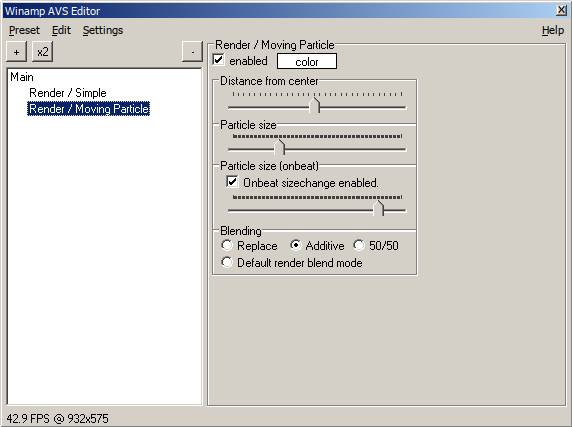 Winamp AVS Editor
Preset Edit Settings Help
+ x2 -
Main
Render / Simple
Render / Moving Particle
Render / Moving Particle
enabled color
Distance from center
Particle size
Particle size (onbeat)
Onbeat sizechange enabled.
Blending
Replace Additive 50/50
Default render blend mode
42.9 FPS @ 932x575